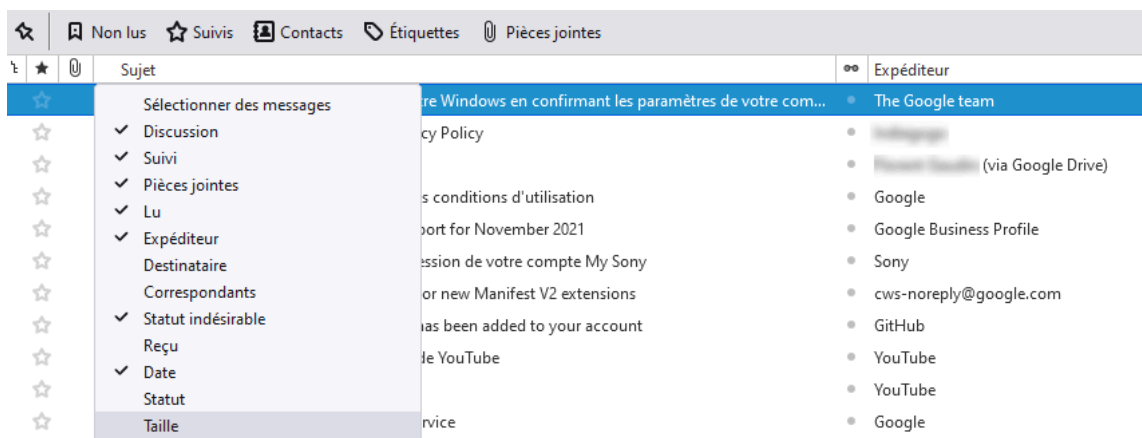 Non lus Suivis Contacts Étiquettes Pièces jointes
Sujet Expéditeur
Sélectionner des messages
Discussion
Suivi
Pièces jointes
Lu
Expéditeur
Destinataire
Correspondants
Statut indésirable
Reçu
Date
Statut
Taille
re Windows en confirmant les paramètres de votre com... The Google team
cy Policy
(via Google Drive)
s conditions d'utilisation Google
port for November 2021 Google Business Profile
ession de votre compte My Sony Sony
or new Manifest V2 extensions cws-noreply@google.com
has been added to your account GitHub
de YouTube YouTube
YouTube
rvice Google